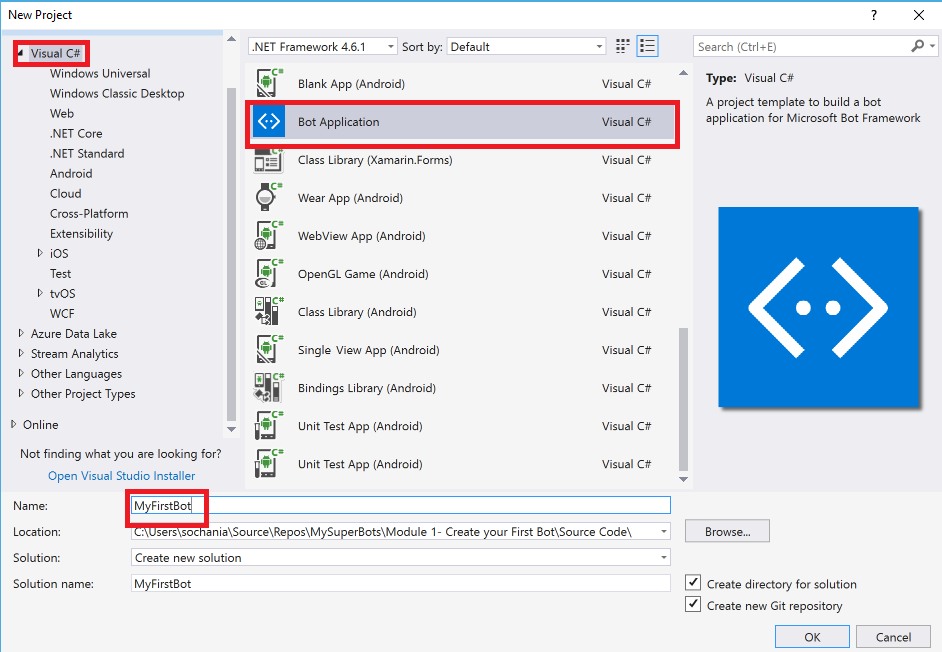 New Project
? ×
Visual C#
Windows Universal
Windows Classic Desktop
Web
.NET Core
.NET Standard
Android
Cloud
Cross-Platform
Extensibility
iOS
Test
tvOS
WCF
Azure Data Lake
Stream Analytics
Other Languages
Other Project Types
Online
Not finding what you are looking for?
Open Visual Studio Installer
.NET Framework 4.6.1 Sort by: Default
Blank App (Android) Visual C#
Bot Application Visual C#
Class Library (Xamarin.Forms) Visual C#
Wear App (Android) Visual C#
WebView App (Android) Visual C#
OpenGL Game (Android) Visual C#
Class Library (Android) Visual C#
Single View App (Android) Visual C#
Bindings Library (Android) Visual C#
Unit Test App (Android) Visual C#
Unit Test App (Android) Visual C#
Search (Ctrl+E)
Type: Visual C#
A project template to build a bot
application for Microsoft Bot Framework
Name: MyFirstBot
Location: C:\Users\sochania\Source\Repos\MySuperBots\Module 1- Create your First Bot\Source Code\ Browse...
Solution: Create new solution
Solution name: MyFirstBot
Create directory for solution
Create new Git repository
OK Cancel